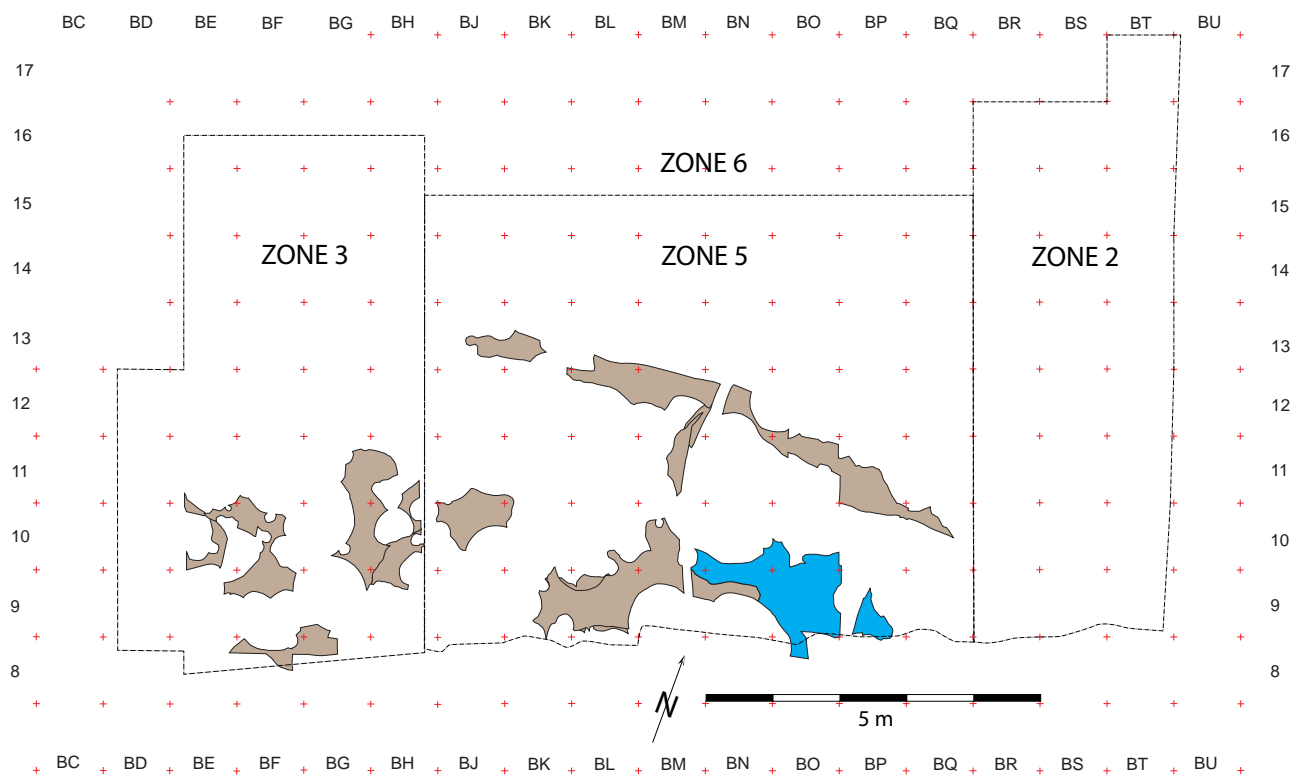 BC BD BE BF BG BH BJ BK BL BM BN BO BP BQ BR BS BT BU
17 17
16 16
ZONE 6
15 15
ZONE 3 ZONE 5 ZONE 2
14 14
13 13
12 12
11 11
10 10
9 9
8 8
N
5 m
BC BD BE BF BG BH BJ BK BL BM BN BO BP BQ BR BS BT BU